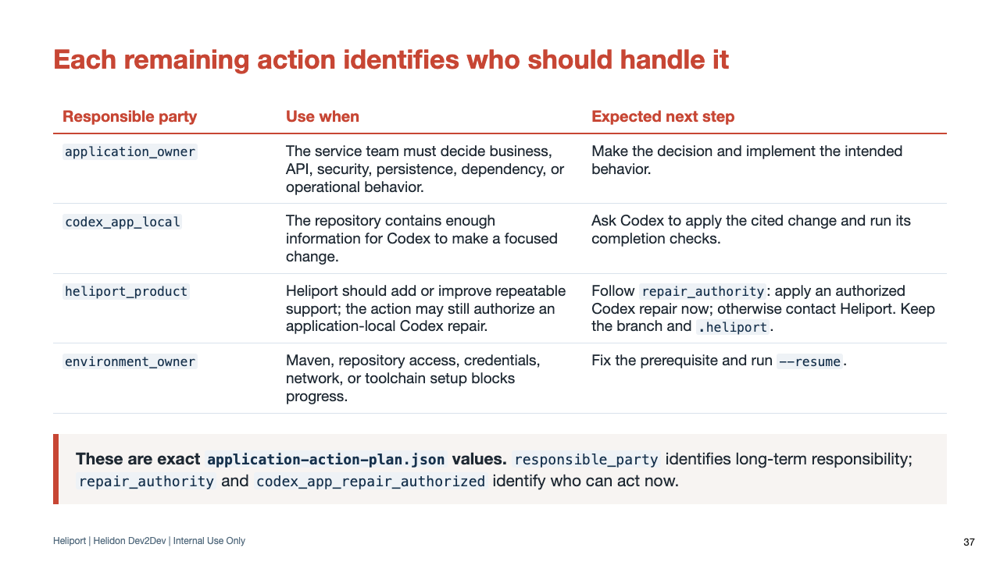 Each remaining action identifies who should handle it
Responsible party
Use when
Expected next step
application_owner
The service team must decide business,
API, security, persistence, dependency, or
operational behavior.
Make the decision and implement the intended
behavior.
codex_app_local
The repository contains enough
information for Codex to make a focused
change.
Ask Codex to apply the cited change and run its
completion checks.
heliport_product
Heliport should add or improve repeatable
support; the action may still authorize an
application-local Codex repair.
Follow repair_authority: apply an authorized
Codex repair now; otherwise contact Heliport. Keep
the branch and .heliport.
environment_owner
Maven, repository access, credentials,
network, or toolchain setup blocks
progress.
Fix the prerequisite and run --resume.
These are exact application-action-plan.json values. responsible_party identifies long-term responsibility;
repair_authority and codex_app_repair_authorized identify who can act now.
Heliport | Helidon Dev2Dev | Internal Use Only
37